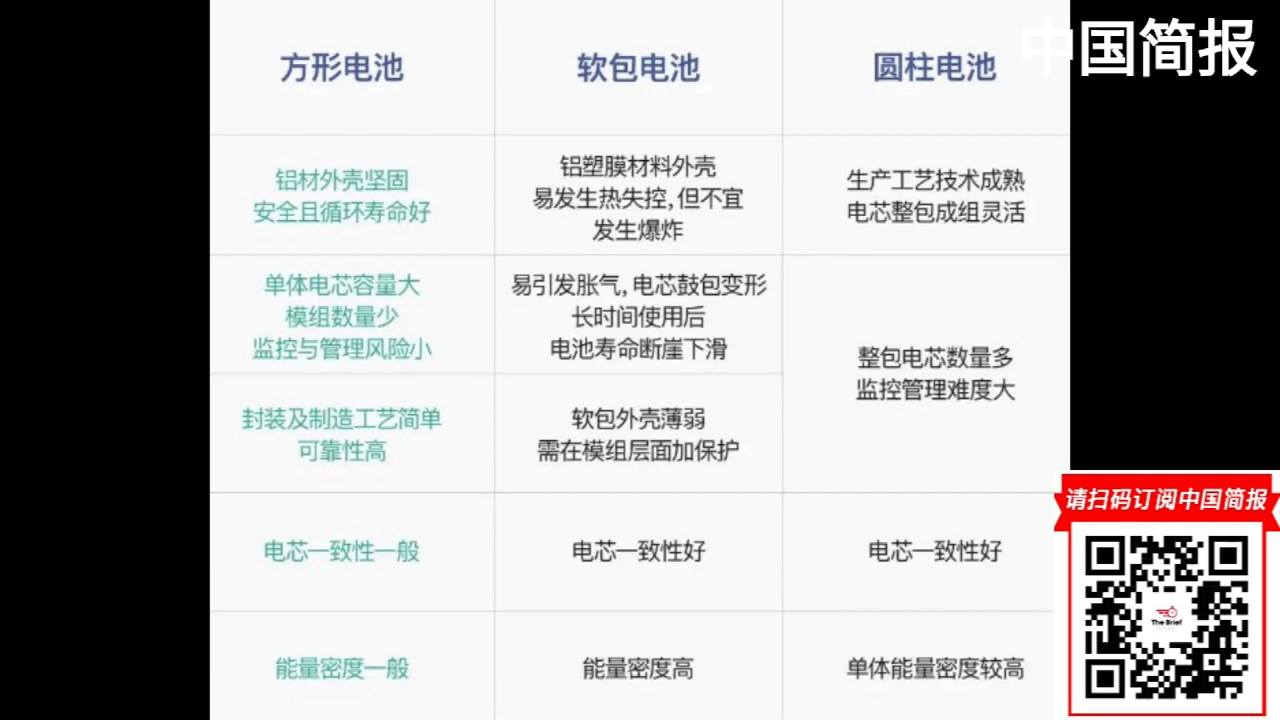 中国简报
方形电池
软包电池
圆柱电池
铝材外壳坚固
安全且循环寿命好
铝塑膜材料外壳
易发生热失控,但不宜
发生爆炸
生产工艺技术成熟
电芯整包成组灵活
单体电芯容量大
模组数量少
监控与管理风险小
易引发胀气,电芯鼓包变形
长时间使用后
电池寿命断崖下滑
整包电芯数量多
监控管理难度大
封装及制造工艺简单
可靠性高
软包外壳薄弱
需在模组层面加保护
电芯一致性一般
电芯一致性好
电芯一致性好
能量密度一般
能量密度高
单体能量密度较高
请扫码订阅中国简报
The Brief